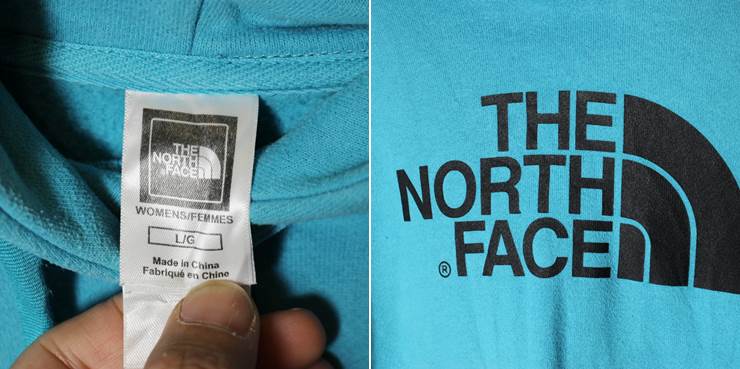 THE
NORTH
FACE
WOMENS/FEMMES
L/G
Made in China
Fabriqué en Chine
THE
NORTH
® FACE